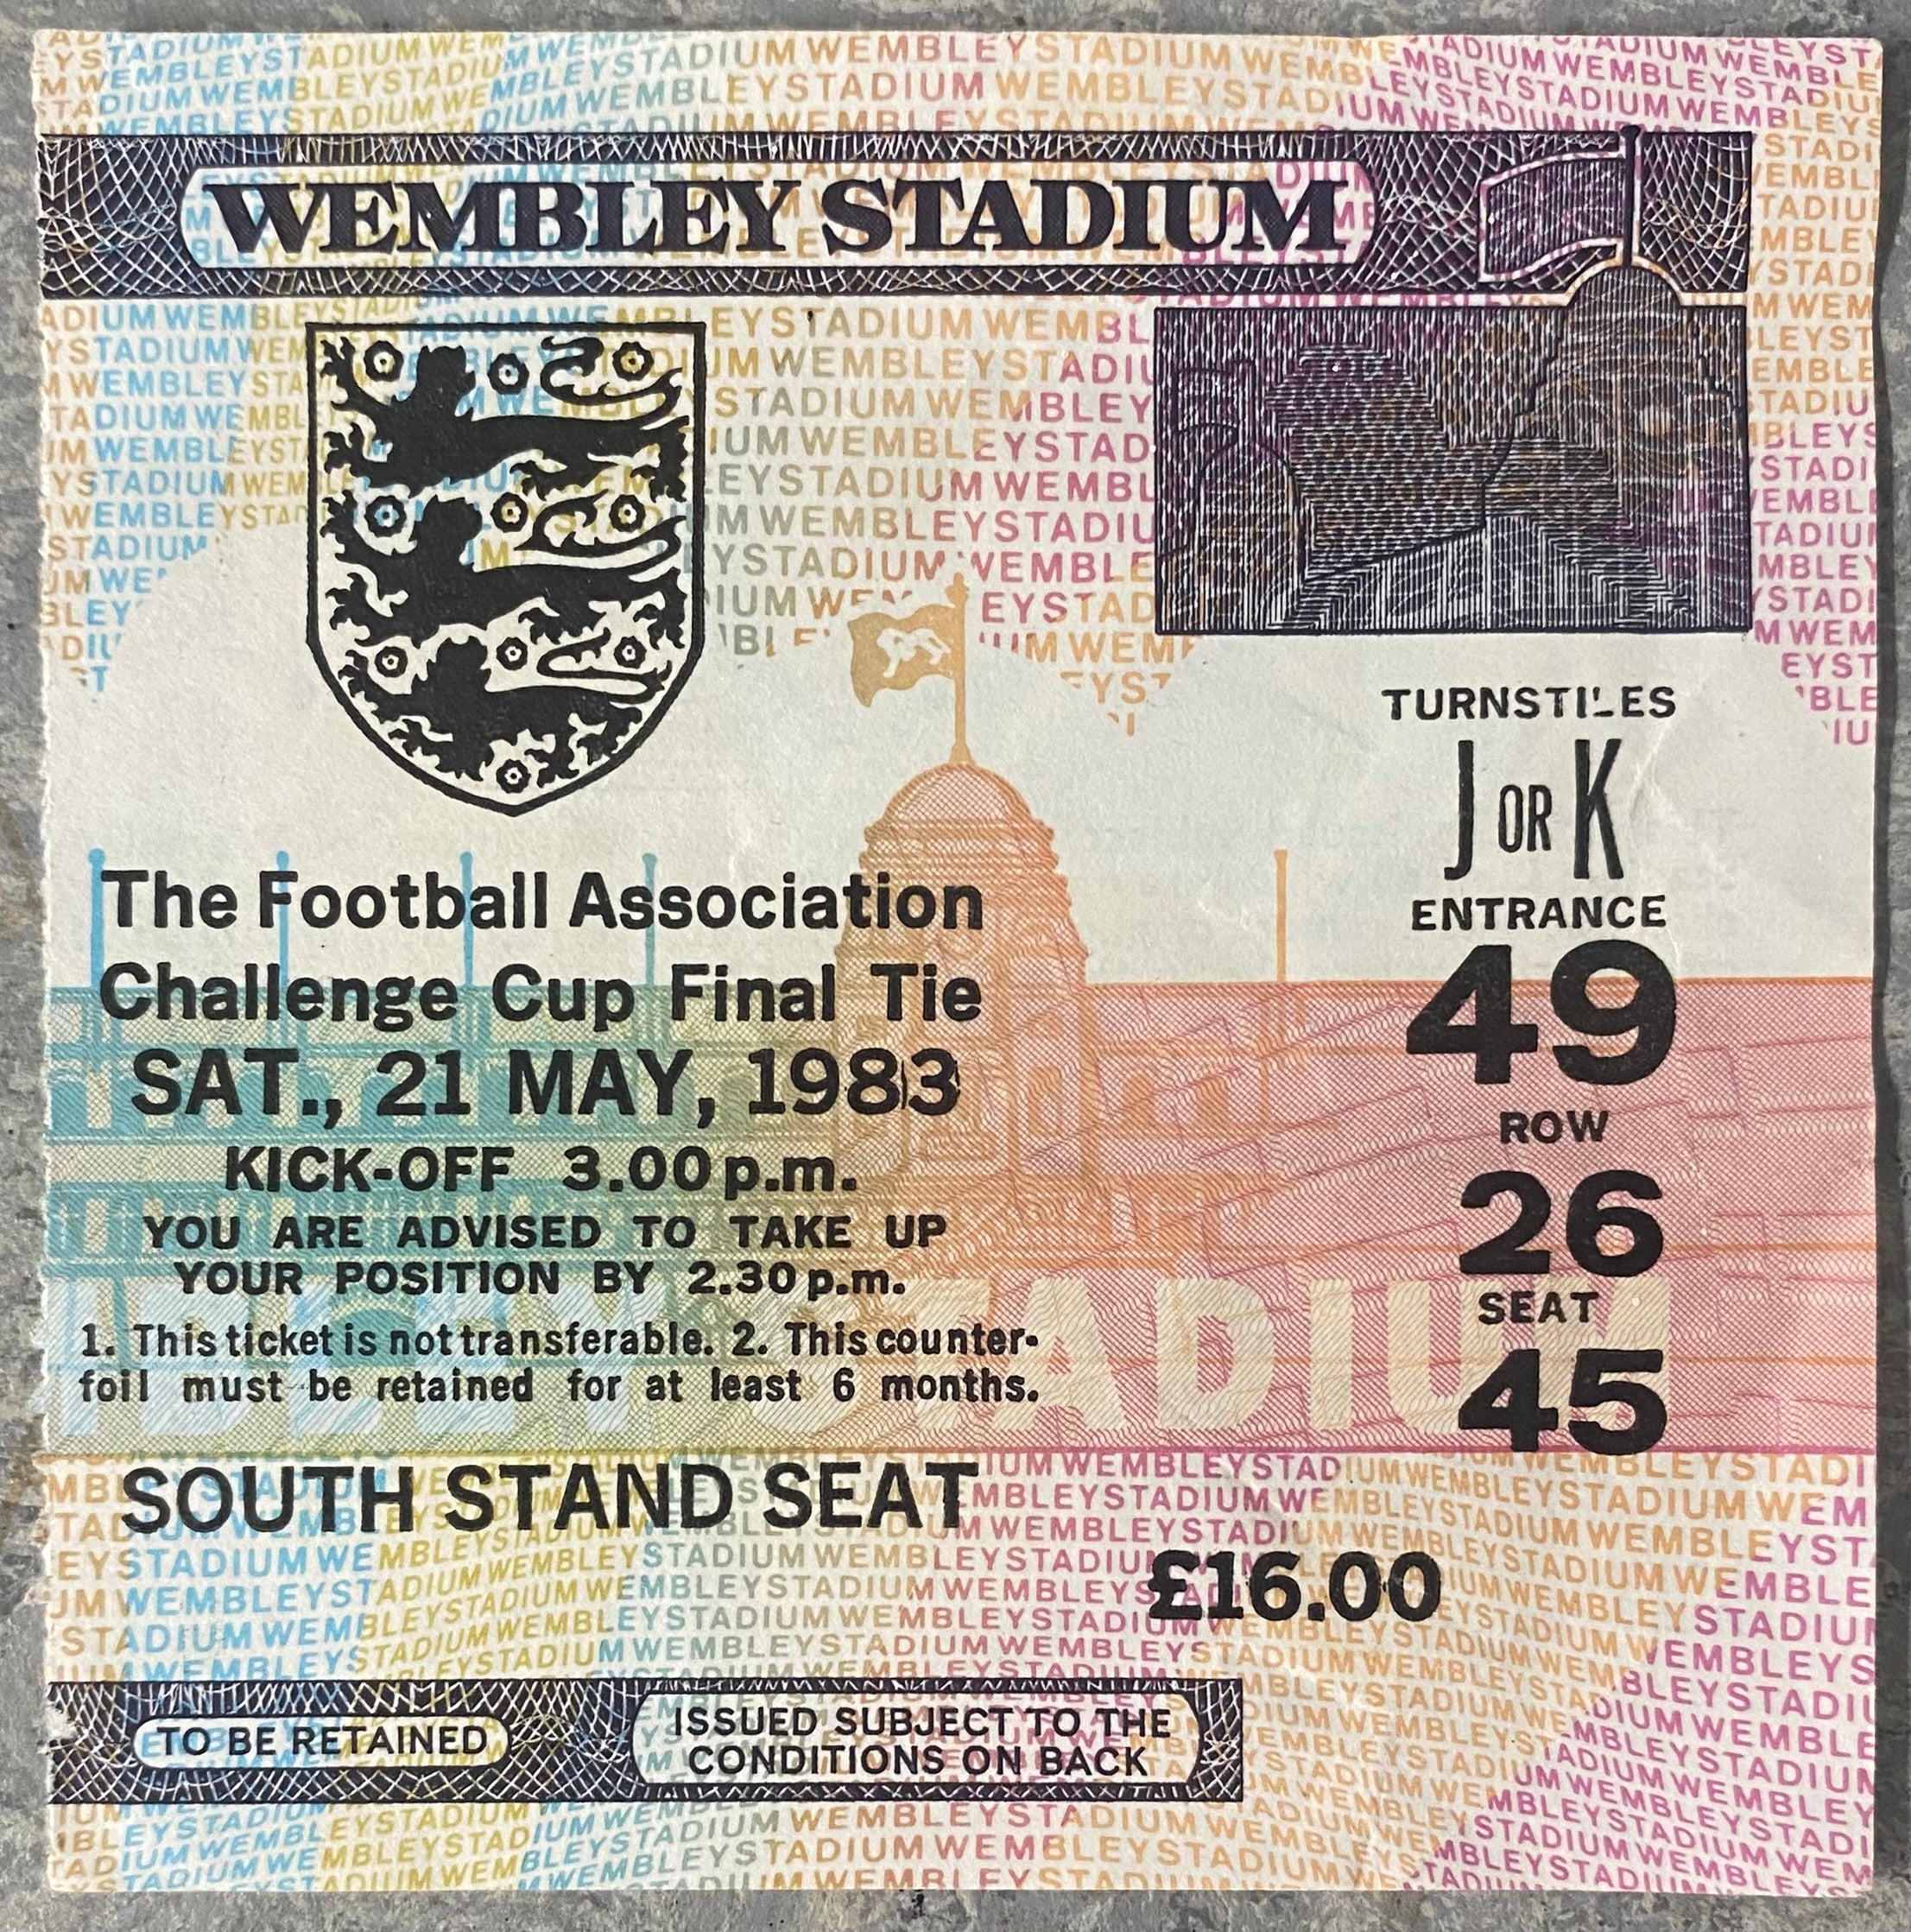 WEMBLEY STADIUM
The Football Association
Challenge Cup Final Tie
SAT., 21 MAY, 1983
KICK-OFF 3.00p.m.
YOU ARE ADVISED TO TAKE UP
YOUR POSITION BY 2.30p.m.
1. This ticket is not transferable. 2. This counter-
foil must be retained for at least 6 months.
SOUTH STAND SEAT
£16.00
TURNSTILES
J OR K
ENTRANCE
49
ROW
26
SEAT
45
TO BE RETAINED
ISSUED SUBJECT TO THE
CONDITIONS ON BACK